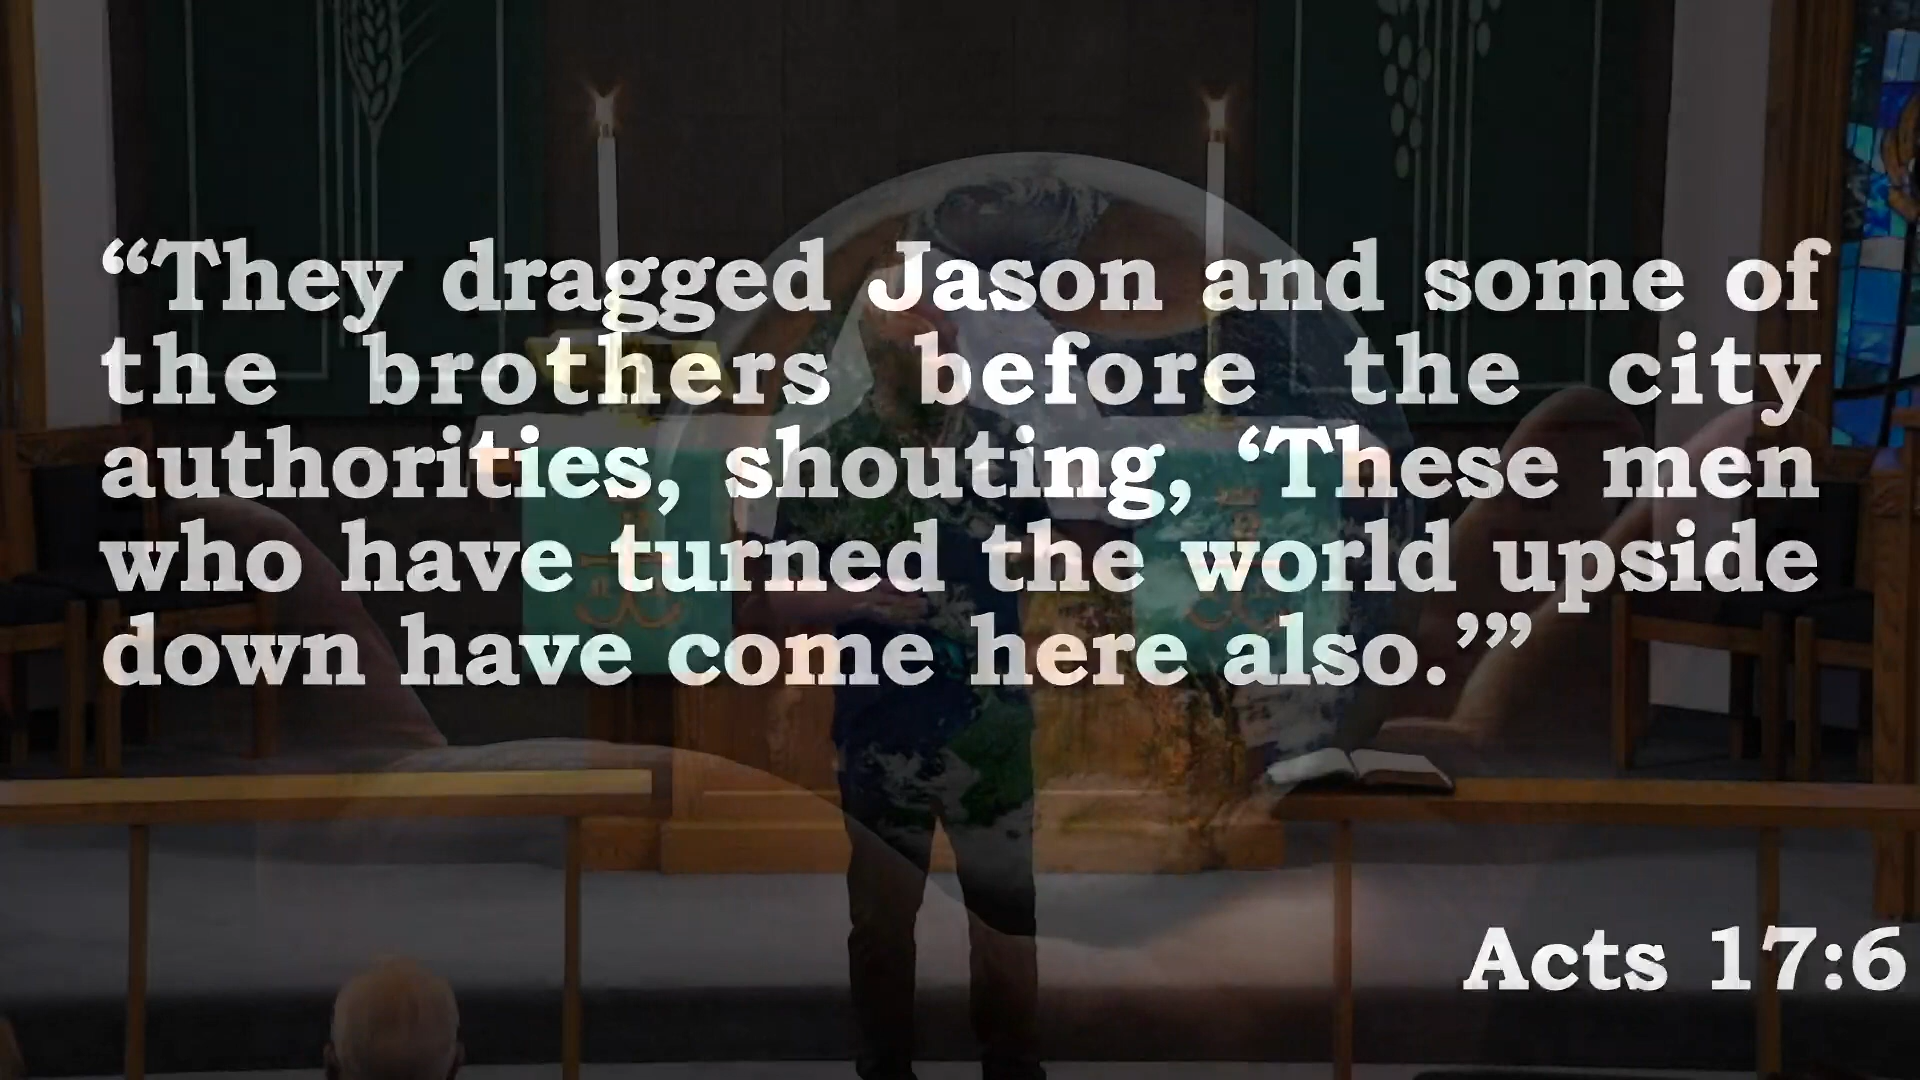 “They dragged Jason and some of
the brothers before the city
authorities, shouting, ‘These men
who have turned the world upside
down have come here also.’”
Acts 17:6